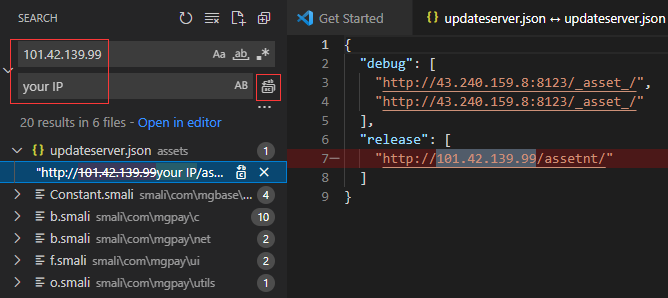 SEARCH
101.42.139.99
Aa
ab
.*
your IP
AB
...
20 results in 6 files - Open in editor
{} updateserver.json assets 1
"http://101.42.139.99your IP/as...
Constant.smali smali\com\mgbase\... 2
b.smali smali\com\mgpay\c 10
b.smali smali\com\mgpay\net 2
f.smali smali\com\mgpay\ui 2
o.smali smali\com\mgpay\utils 1
Get Started
{} updateserver.json ↔ updateserver.json
1 {
2 "debug": [
3 "http://43.240.159.8:8123/_asset_/",
4 "http://43.240.159.8:8123/_asset_/"
5 ],
6 "release": [
7— "http://101.42.139.99/assetnt/"
8 ]
9 }